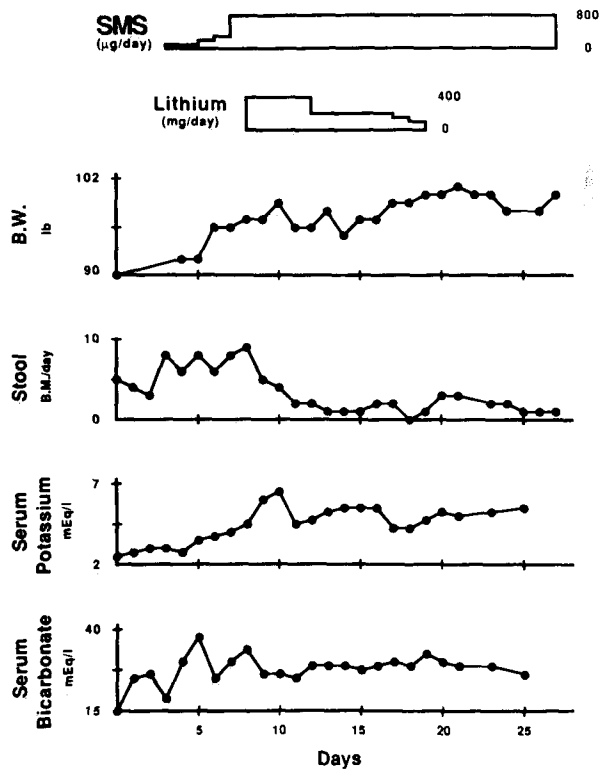 SMS
(µg/day)
800
0
Lithium
(mg/day)
400
0
B.W.
lb
102
90
Stool
B.M./day
10
0
Serum
Potassium
mEq/l
7
2
Serum
Bicarbonate
mEq/l
40
15
5 10 15 20 25
Days